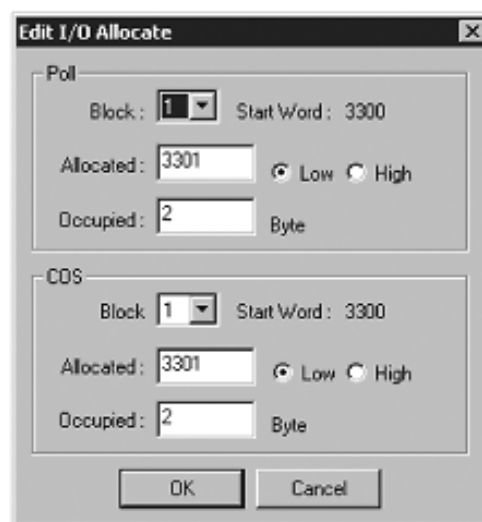 Edit I/O Allocate
Poll
Block : 1 Start Word : 3300
Allocated : 3301 Low High
Occupied : 2 Byte
COS
Block 1 Start Word : 3300
Allocated : 3301 Low High
Occupied : 2 Byte
OK Cancel